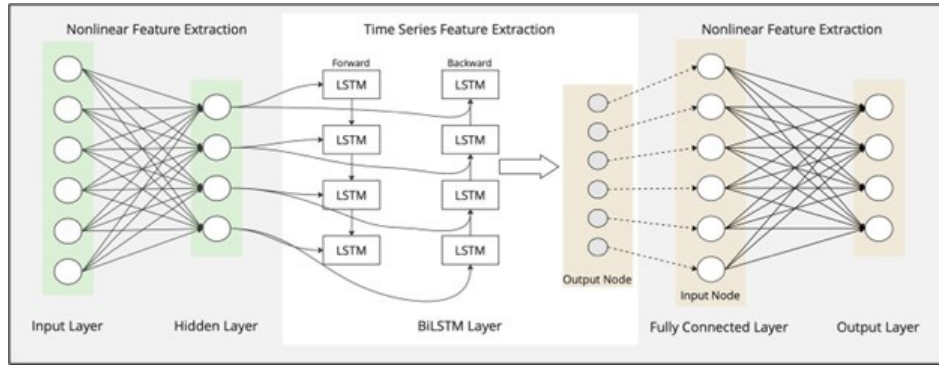 Nonlinear Feature Extraction
Time Series Feature Extraction
Nonlinear Feature Extraction
Forward
Backward
LSTM
LSTM
LSTM
LSTM
LSTM
LSTM
LSTM
LSTM
Output Node
Input Node
Input Layer
Hidden Layer
BiLSTM Layer
Fully Connected Layer
Output Layer